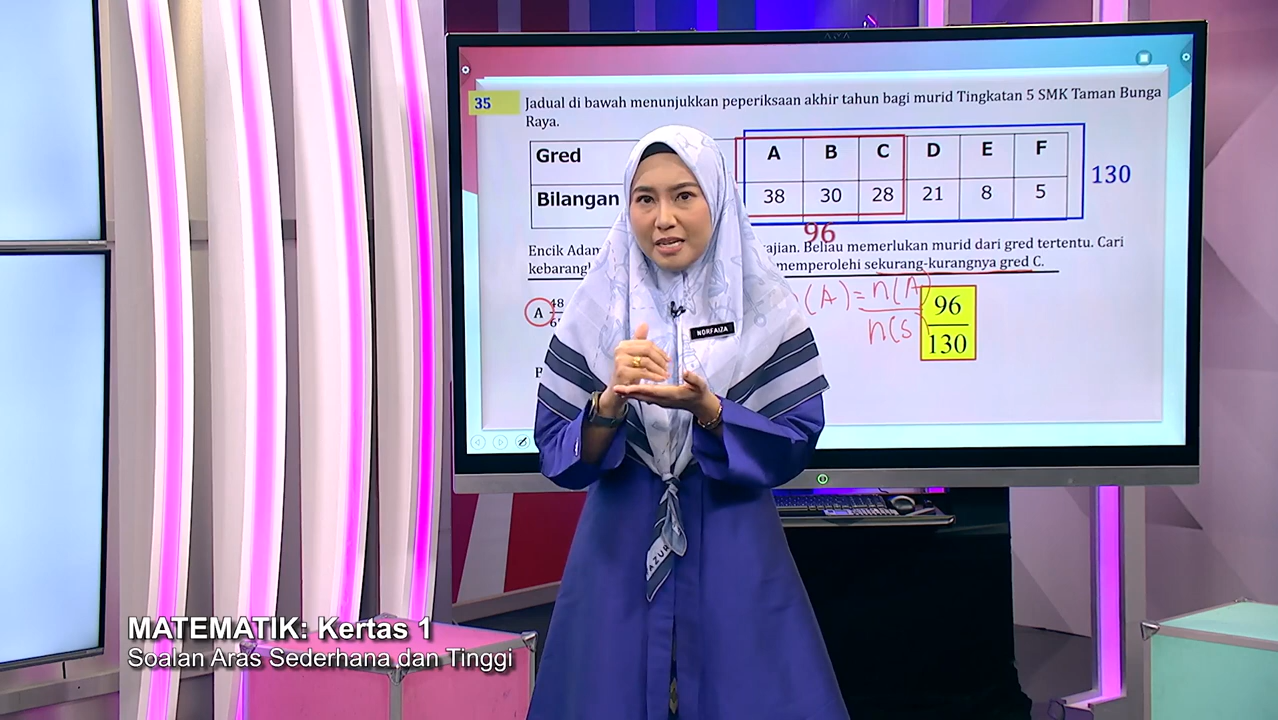 35 Jadual di bawah menunjukkan peperiksaan akhir tahun bagi murid Tingkatan 5 SMK Taman Bunga
Raya.
Gred A B C D E F
Bilangan 38 30 28 21 8 5
130
96
Encik Adam Beliau memerlukan murid dari gred tertentu. Cari
memperolehi sekurang-kurangnya gred C.
A 48
(A) = n(A)
n(S)
96
130
NORFAIZA
MATEMATIK: Kertas 1
Soalan Aras Sederhana dan Tinggi